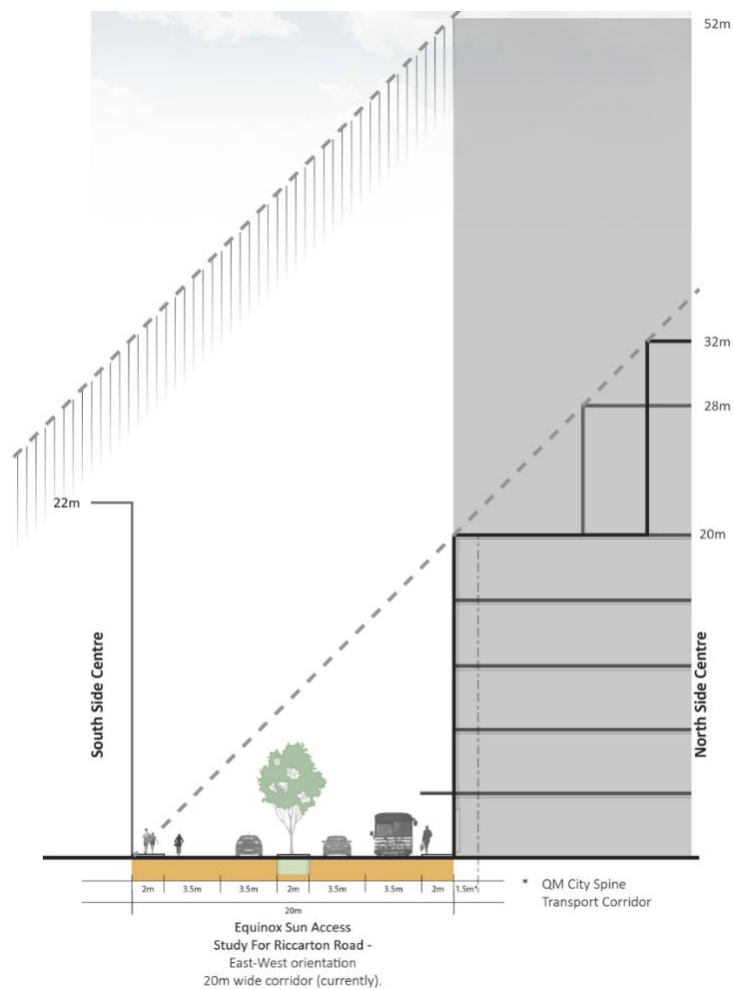 52m
32m
28m
22m
20m
South Side Centre
North Side Centre
2m 3.5m 3.5m 2m 3.5m 3.5m 2m 1.5m*
20m
* QM City Spine
Transport Corridor
Equinox Sun Access
Study For Riccarton Road -
East-West orientation
20m wide corridor (currently).